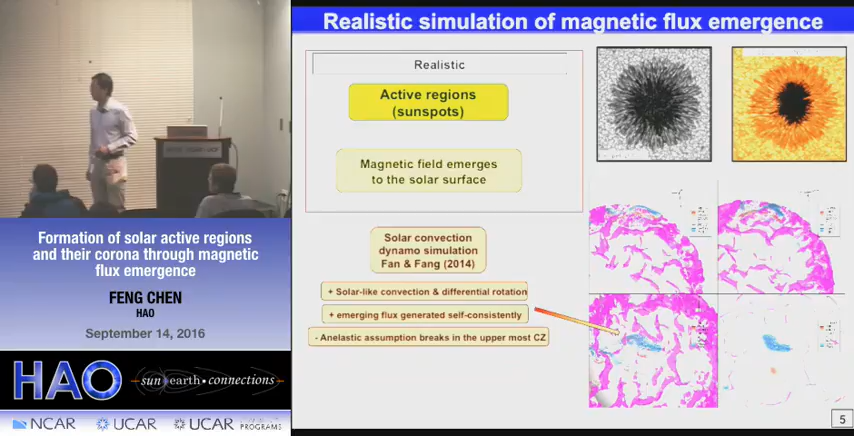 Realistic simulation of magnetic flux emergence
Realistic
Active regions
(sunspots)
Magnetic field emerges
to the solar surface
Solar convection
dynamo simulation
Fan & Fang (2014)
+ Solar-like convection & differential rotation
+ emerging flux generated self-consistently
- Anelastic assumption breaks in the upper most CZ
5
Formation of solar active regions
and their corona through magnetic
flux emergence
FENG CHEN
HAO
September 14, 2016
HAO
sun earth connections
NCAR
UCAR
UCAR PROGRAMS